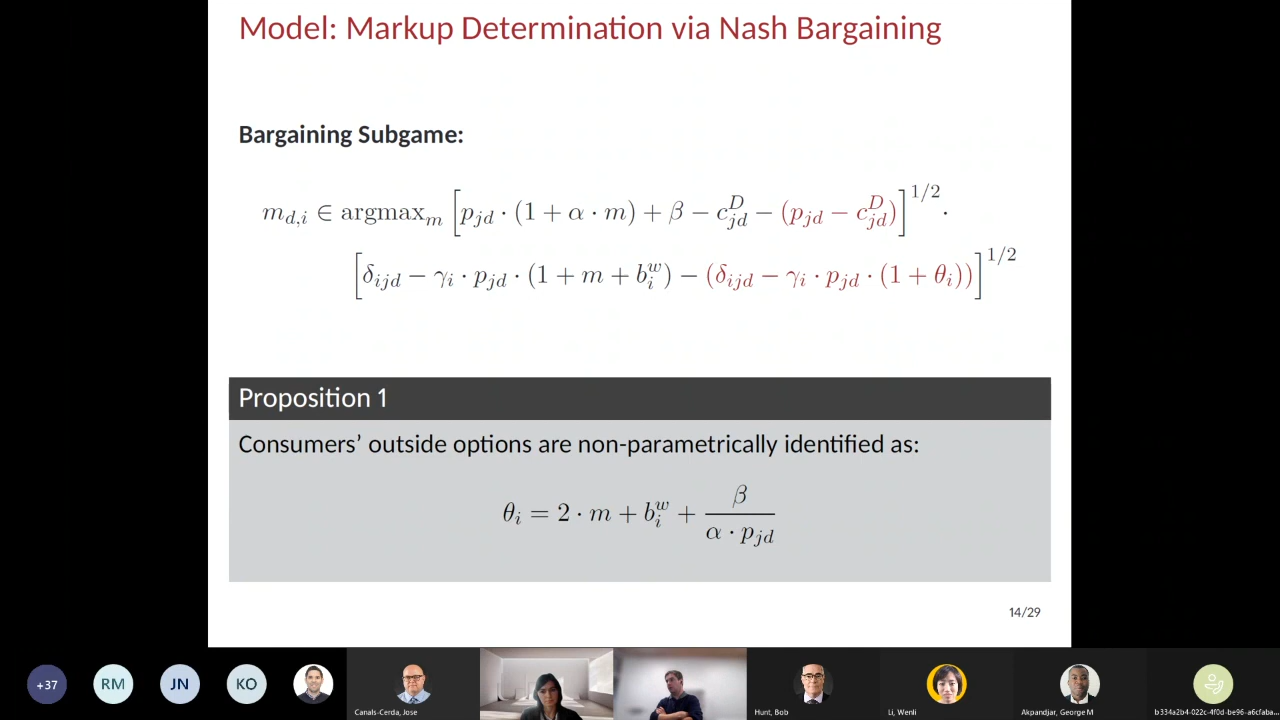 Model: Markup Determination via Nash Bargaining
Bargaining Subgame:
m_{d,i} ∈ argmax_m [p_{jd} · (1 + α · m) + β − c^D_{jd} − (p_{jd} − c^D_{jd})]^{1/2} ·
[δ_{ijd} − γ_i · p_{jd} · (1 + m + b^w_i) − (δ_{ijd} − γ_i · p_{jd} · (1 + θ_i))]^{1/2}
Proposition 1
Consumers’ outside options are non-parametrically identified as:
θ_i = 2 · m + b^w_i + β / (α · p_{jd})
14/29
+37
RM
JN
KO
Canals-Cerda, Jose
Hunt, Bob
Li, Wenli
Akpandjar, George M
b334a2b4-022c-4f0d-be96-a6cfaba...